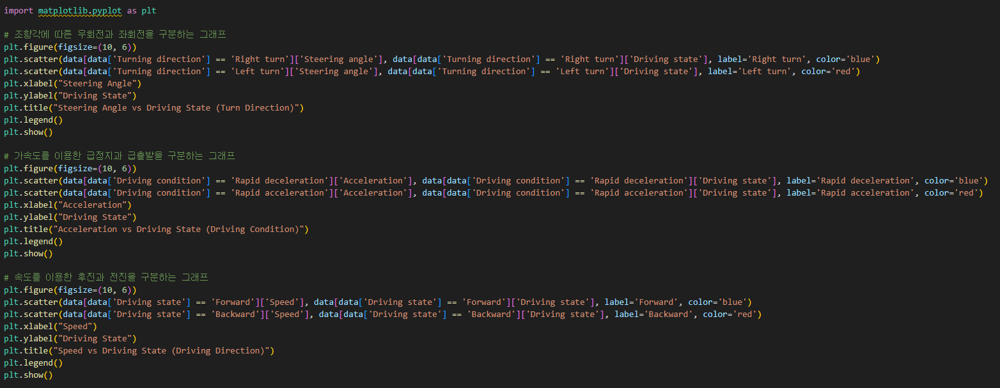 import matplotlib.pyplot as plt
# 조향각에 따른 우회전과 좌회전을 구분하는 그래프
plt.figure(figsize=(10, 6))
plt.scatter(data[data['Turning direction'] == 'Right turn']['Steering angle'], data[data['Turning direction'] == 'Right turn']['Driving state'], label='Right turn', color='blue')
plt.scatter(data[data['Turning direction'] == 'Left turn']['Steering angle'], data[data['Turning direction'] == 'Left turn']['Driving state'], label='Left turn', color='red')
plt.xlabel("Steering Angle")
plt.ylabel("Driving State")
plt.title("Steering Angle vs Driving State (Turn Direction)")
plt.legend()
plt.show()
# 가속도를 이용한 급정지과 급출발을 구분하는 그래프
plt.figure(figsize=(10, 6))
plt.scatter(data[data['Driving condition'] == 'Rapid deceleration']['Acceleration'], data[data['Driving condition'] == 'Rapid deceleration']['Driving state'], label='Rapid deceleration', color='blue')
plt.scatter(data[data['Driving condition'] == 'Rapid acceleration']['Acceleration'], data[data['Driving condition'] == 'Rapid acceleration']['Driving state'], label='Rapid acceleration', color='red')
plt.xlabel("Acceleration")
plt.ylabel("Driving State")
plt.title("Acceleration vs Driving State (Driving Condition)")
plt.legend()
plt.show()
# 속도를 이용한 후진과 전진을 구분하는 그래프
plt.figure(figsize=(10, 6))
plt.scatter(data[data['Driving state'] == 'Forward']['Speed'], data[data['Driving state'] == 'Forward']['Driving state'], label='Forward', color='blue')
plt.scatter(data[data['Driving state'] == 'Backward']['Speed'], data[data['Driving state'] == 'Backward']['Driving state'], label='Backward', color='red')
plt.xlabel("Speed")
plt.ylabel("Driving State")
plt.title("Speed vs Driving State (Driving Direction)")
plt.legend()
plt.show()